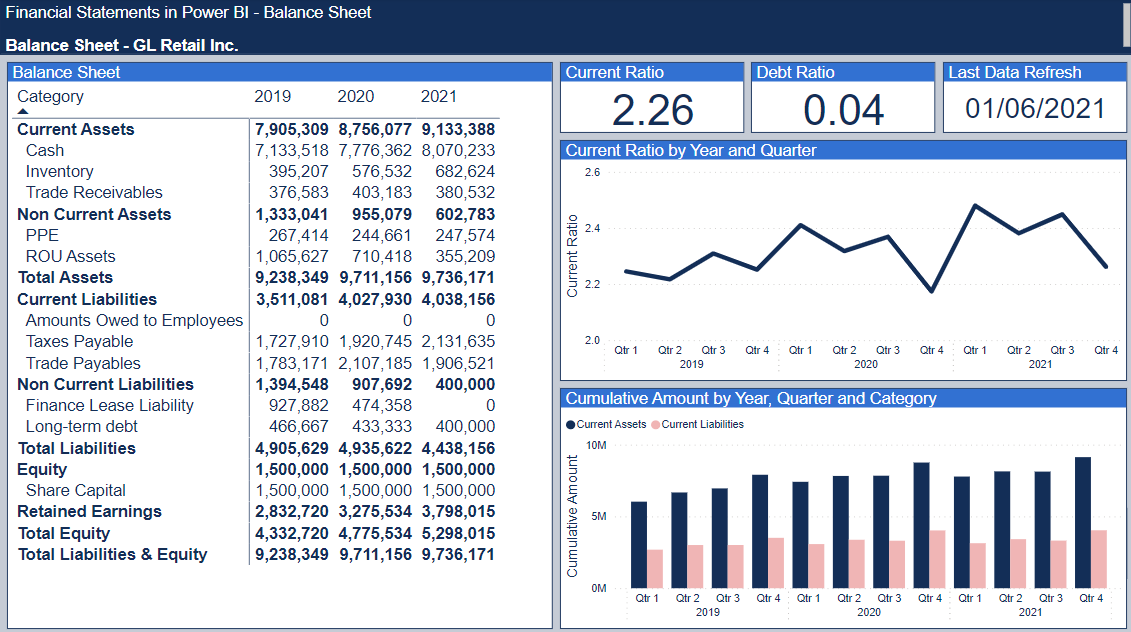 Financial Statements in Power BI - Balance Sheet
Balance Sheet - GL Retail Inc.
Balance Sheet
Category 2019 2020 2021
Current Assets 7,905,309 8,756,077 9,133,388
Cash 7,133,518 7,776,362 8,070,233
Inventory 395,207 576,532 682,624
Trade Receivables 376,583 403,183 380,532
Non Current Assets 1,333,041 955,079 602,783
PPE 267,414 244,661 247,574
ROU Assets 1,065,627 710,418 355,209
Total Assets 9,238,349 9,711,156 9,736,171
Current Liabilities 3,511,081 4,027,930 4,038,156
Amounts Owed to Employees 0 0 0
Taxes Payable 1,727,910 1,920,745 2,131,635
Trade Payables 1,783,171 2,107,185 1,906,521
Non Current Liabilities 1,394,548 907,692 400,000
Finance Lease Liability 927,882 474,358 0
Long-term debt 466,667 433,333 400,000
Total Liabilities 4,905,629 4,935,622 4,438,156
Equity 1,500,000 1,500,000 1,500,000
Share Capital 1,500,000 1,500,000 1,500,000
Retained Earnings 2,832,720 3,275,534 3,798,015
Total Equity 4,332,720 4,775,534 5,298,015
Total Liabilities & Equity 9,238,349 9,711,156 9,736,171
Current Ratio
2.26
Debt Ratio
0.04
Last Data Refresh
01/06/2021
Current Ratio by Year and Quarter
Current Ratio
2.6
2.4
2.2
2.0
Qtr 1 Qtr 2 Qtr 3 Qtr 4 Qtr 1 Qtr 2 Qtr 3 Qtr 4 Qtr 1 Qtr 2 Qtr 3 Qtr 4
2019 2020 2021
Cumulative Amount by Year, Quarter and Category
Current Assets Current Liabilities
Cumulative Amount
10M
5M
0M
Qtr 1 Qtr 2 Qtr 3 Qtr 4 Qtr 1 Qtr 2 Qtr 3 Qtr 4 Qtr 1 Qtr 2 Qtr 3 Qtr 4
2019 2020 2021